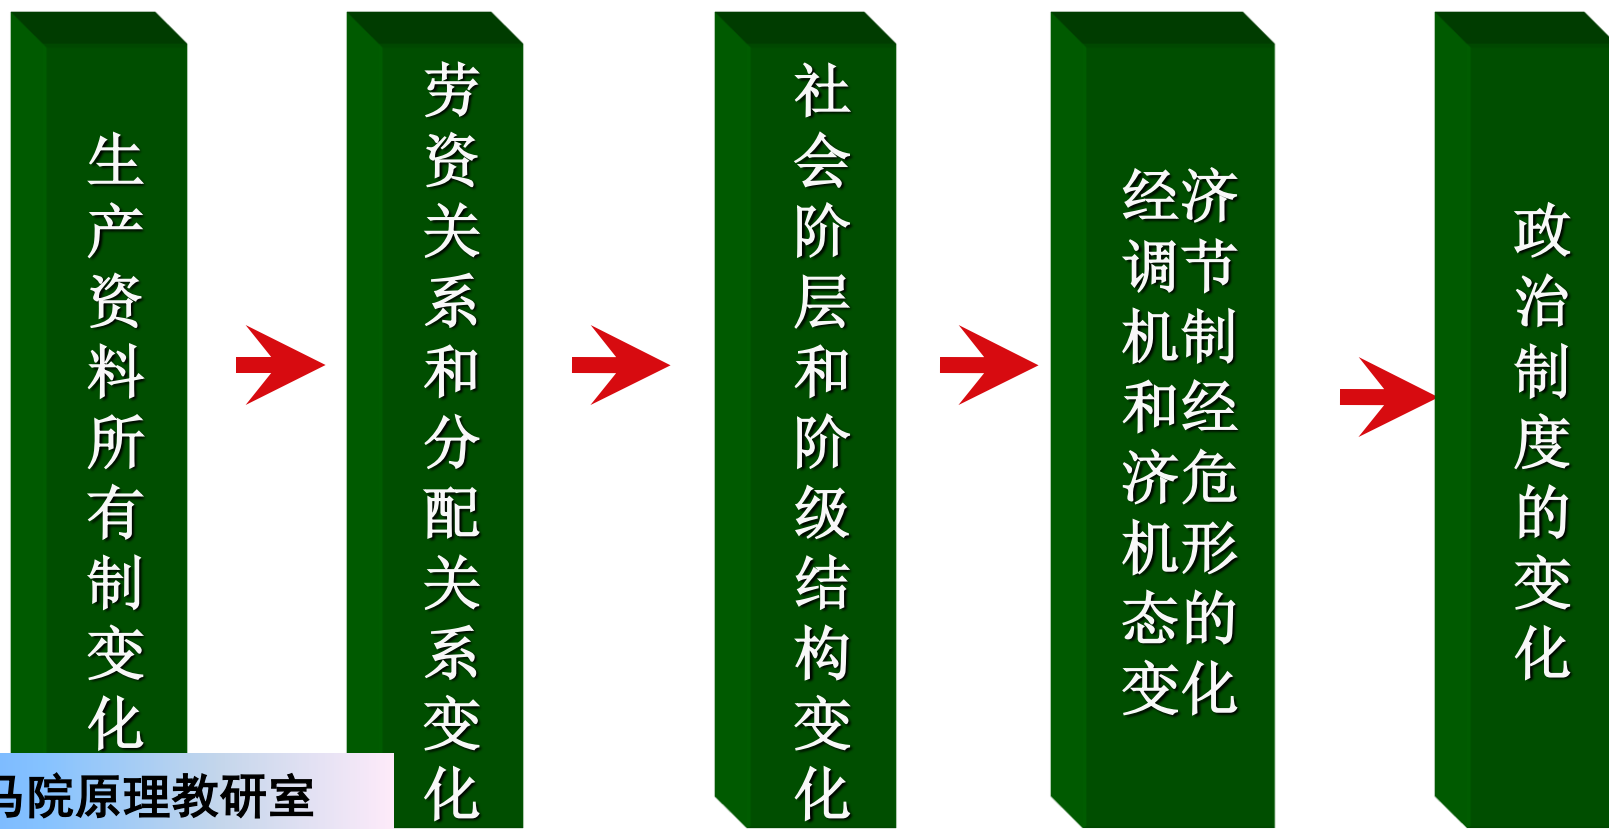 生产资料所有制变化
劳资关系和分配关系变化
社会阶层和阶级结构变化
经济
调节
机制
和经
济危
机形
态的
变化
政治制度的变化
马院原理教研室